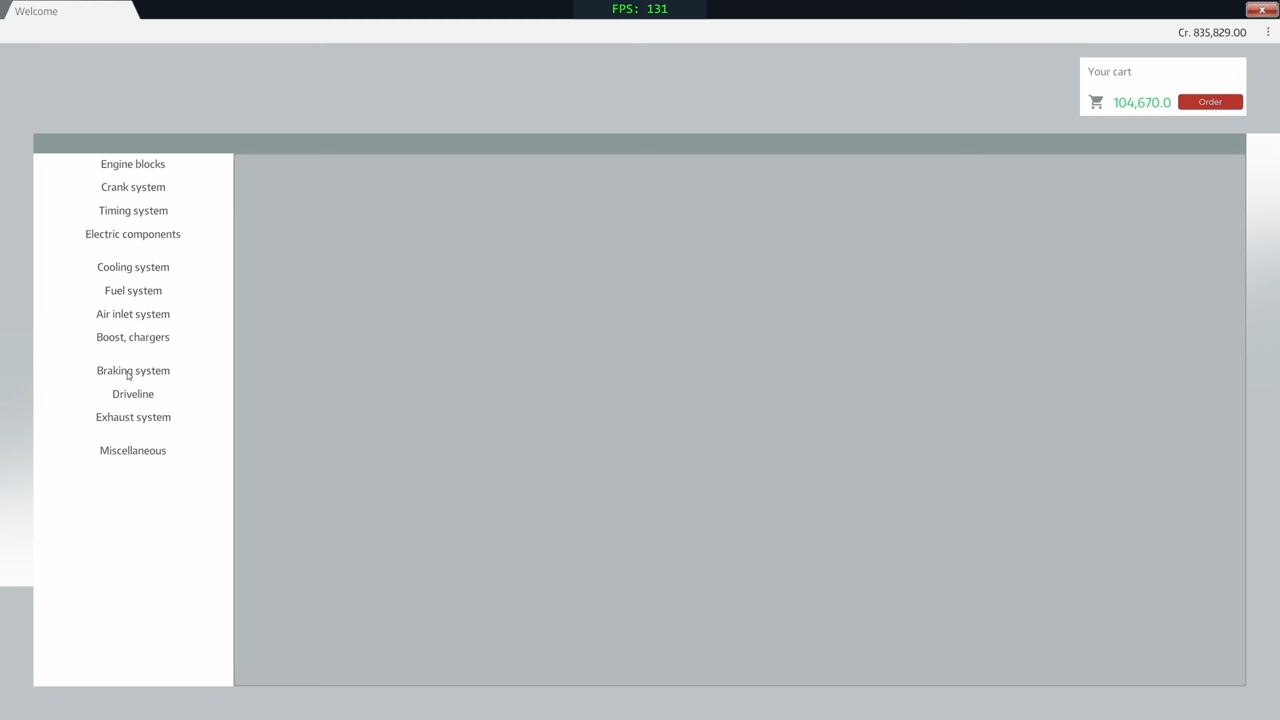 Welcome
FPS: 131
Cr. 835,829.00
Your cart
104,670.0
Order
Engine blocks
Crank system
Timing system
Electric components
Cooling system
Fuel system
Air inlet system
Boost, chargers
Braking system
Driveline
Exhaust system
Miscellaneous